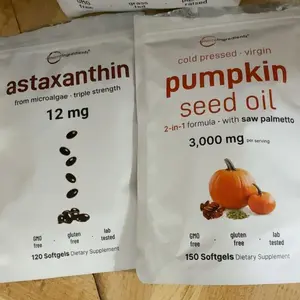 astaxanthin
from microalgae · triple strength
12 mg
GMO free · gluten free · lab tested
120 Softgels Dietary Supplement
cold pressed · virgin
pumpkin
seed oil
2-in-1 formula · with saw palmetto
3,000 mg per serving
GMO free · gluten free · lab tested
150 Softgels Dietary Supplement